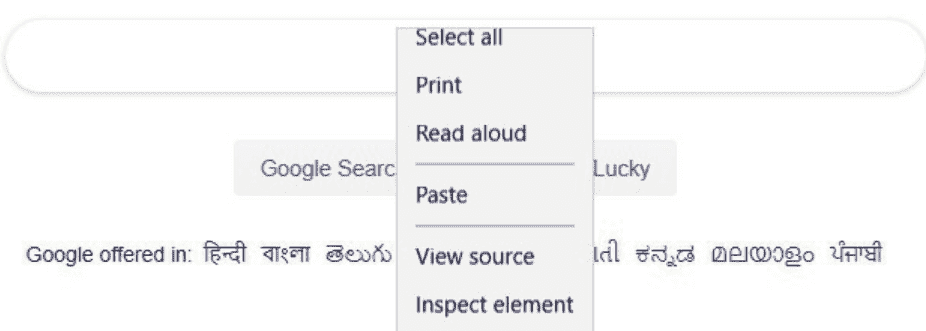 Select all
Print
Read aloud
Google Searc
Lucky
Paste
Google offered in: हिन्दी বাংলা తెలుగు
ಕನ್ನಡ മലയാളം ਪੰਜਾਬੀ
View source
Inspect element